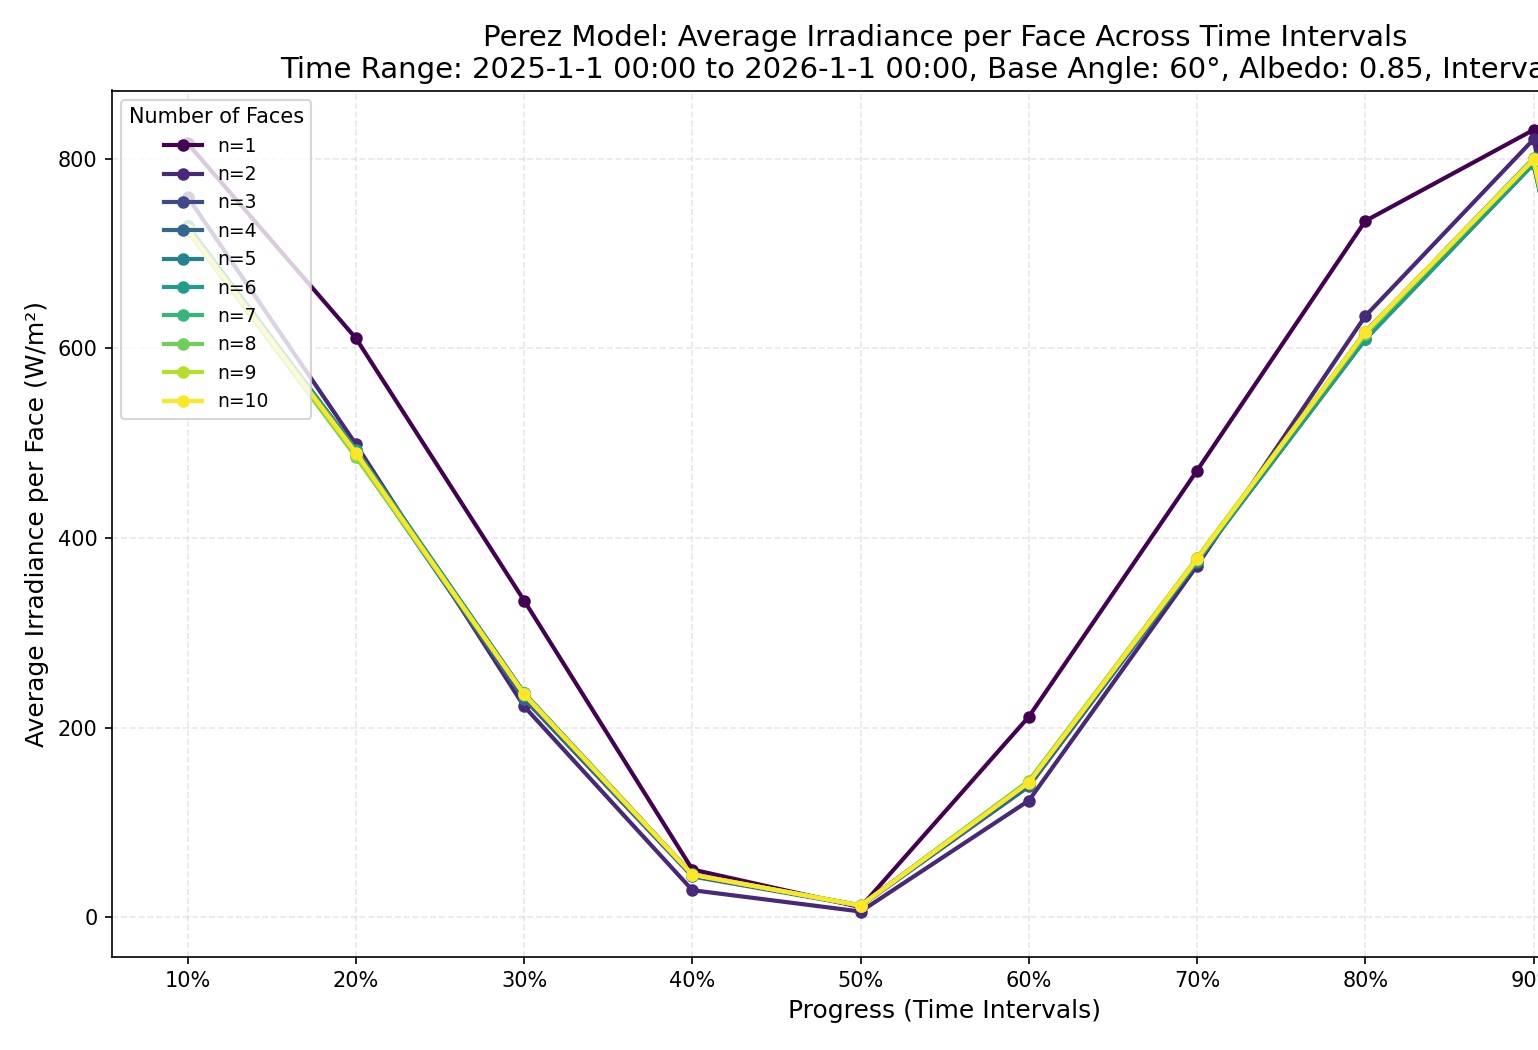 Perez Model: Average Irradiance per Face Across Time Intervals
Time Range: 2025-1-1 00:00 to 2026-1-1 00:00, Base Angle: 60°, Albedo: 0.85, Interva
Number of Faces
n=1
n=2
n=3
n=4
n=5
n=6
n=7
n=8
n=9
n=10
Average Irradiance per Face (W/m²)
800
600
400
200
0
10%
20%
30%
40%
50%
60%
70%
80%
90
Progress (Time Intervals)